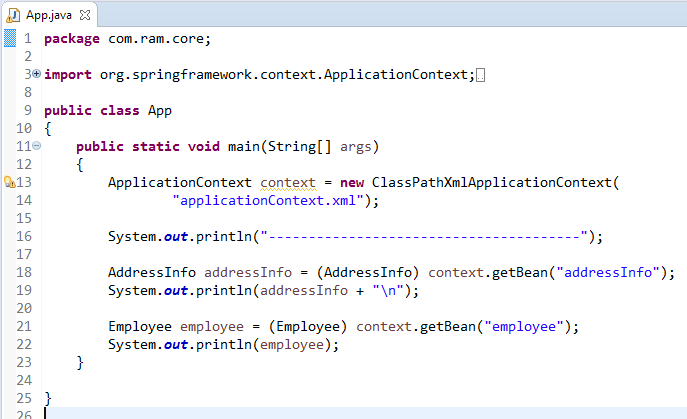 App.java
1 package com.ram.core;
2
3 import org.springframework.context.ApplicationContext;
8
9 public class App
10 {
11     public static void main(String[] args)
12     {
13         ApplicationContext context = new ClassPathXmlApplicationContext(
14                 "applicationContext.xml");
15
16         System.out.println("---------------------------------------");
17
18         AddressInfo addressInfo = (AddressInfo) context.getBean("addressInfo");
19         System.out.println(addressInfo + "\n");
20
21         Employee employee = (Employee) context.getBean("employee");
22         System.out.println(employee);
23     }
24
25 }
26